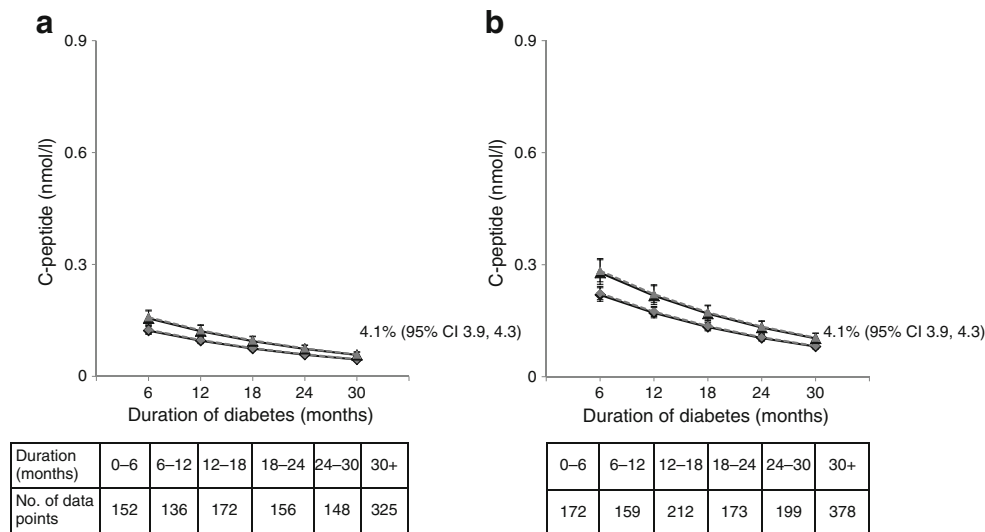 a
0.9
0.6
0.3
0
C-peptide (nmol/l)
4.1% (95% CI 3.9, 4.3)
6 12 18 24 30
Duration of diabetes (months)
Duration (months) 0–6 6–12 12–18 18–24 24–30 30+
No. of data points 152 136 172 156 148 325
b
0.9
0.6
0.3
0
C-peptide (nmol/l)
4.1% (95% CI 3.9, 4.3)
6 12 18 24 30
Duration of diabetes (months)
0–6 6–12 12–18 18–24 24–30 30+
172 159 212 173 199 378